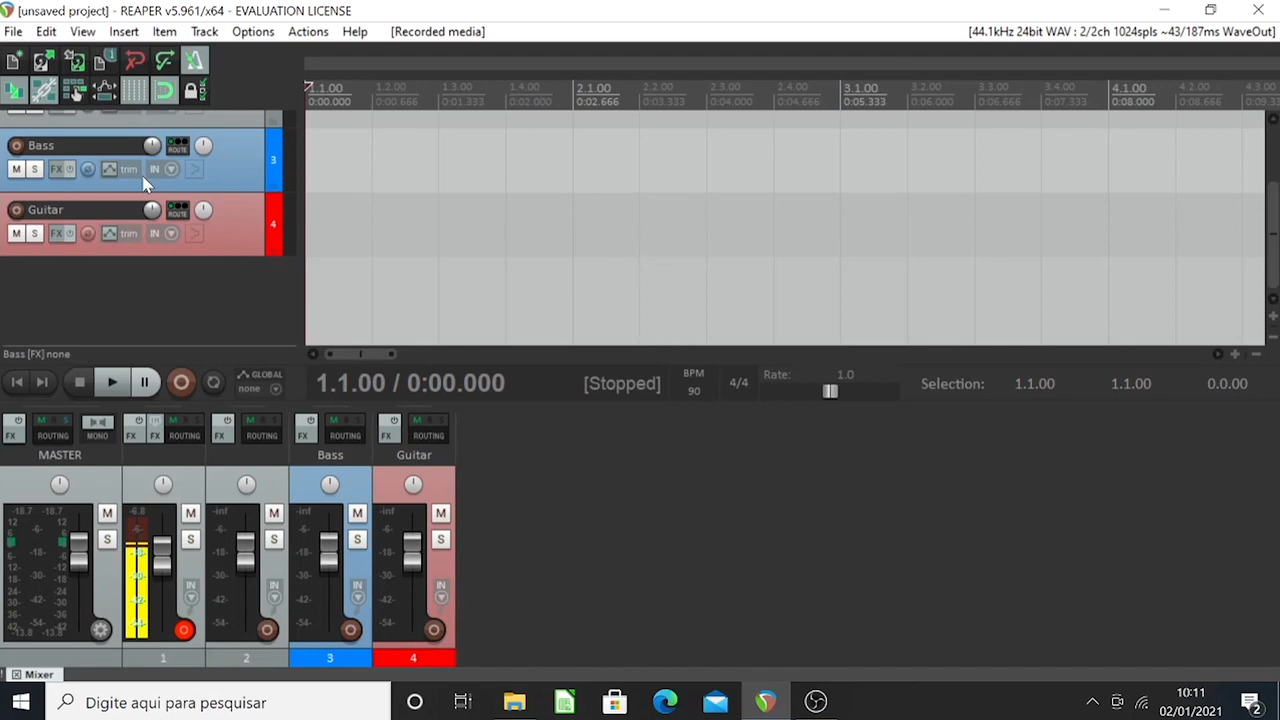 [unsaved project] - REAPER v5.961/x64 - EVALUATION LICENSE
File Edit View Insert Item Track Options Actions Help [Recorded media] [44.1kHz 24bit WAV : 2/2ch 1024spls ~43/187ms WaveOut]
1.1.00 1.2.00 1.3.00 1.4.00 2.1.00 2.2.00 2.3.00 2.4.00 3.1.00 3.2.00 3.3.00 3.4.00 4.1.00 4.2.00 4.3.00
0:00.000 0:00.666 0:01.333 0:02.000 0:02.666 0:03.333 0:04.000 0:04.666 0:05.333 0:06.000 0:06.666 0:07.333 0:08.000 0:08.666
Bass ROUTE
M S FX trim IN 3
Guitar ROUTE
M S FX trim IN 4
Bass [FX] none
GLOBAL
none
1.1.00 / 0:00.000 [Stopped]
BPM
90
4/4
Rate: 1.0
Selection: 1.1.00 1.1.00 0.0.00
FX M R S ROUTING MONO FX FX M R S ROUTING FX M R S ROUTING FX M R S ROUTING FX M R S ROUTING
MASTER Bass Guitar
-18.7 -18.7 M -6.8 M -inf M -inf M -inf M
12 12 -6-
6 6 S S S S S
0 0
-6- -6- -18- -18- -18- -18-
-12- -12-
-18- -18- -30- -30- -30- -30-
-24- -24- IN IN IN IN
-30- -30- -42- -42- -42- -42-
-36- -36-
-42- -42- -54- -54- -54- -54-
-13.8 -13.8
1 2 3 4
Mixer
Digite aqui para pesquisar
10:11
02/01/2021
2